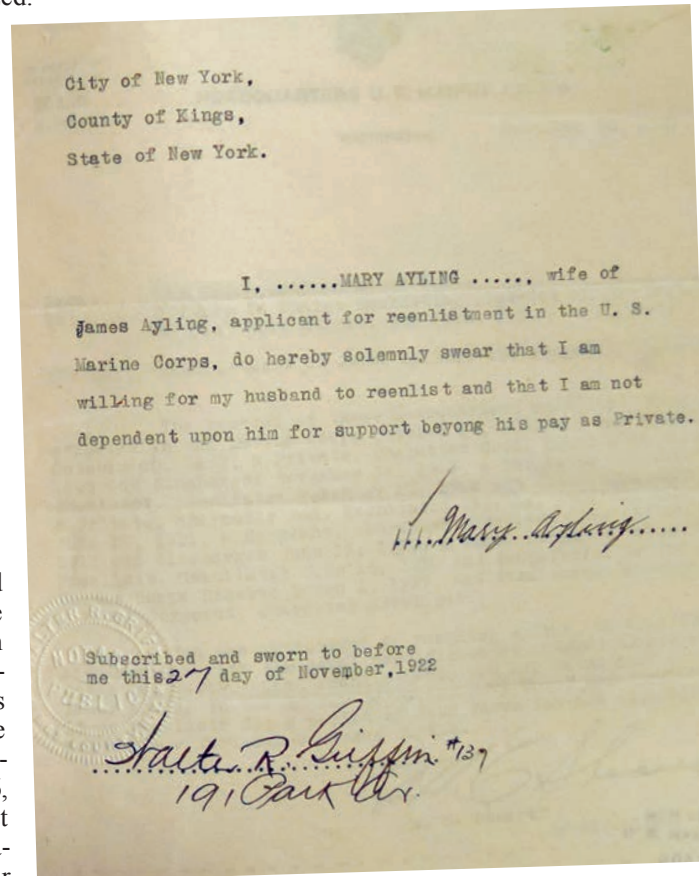 City of New York,
County of Kings,
State of New York.
I, ......MARY AYLING ....., wife of
James Ayling, applicant for reenlistment in the U. S.
Marine Corps, do hereby solemnly swear that I am
willing for my husband to reenlist and that I am not
dependent upon him for support beyong his pay as Private.
Mary Ayling
Subscribed and sworn to before
me this 27 day of November, 1922
Walter R. Griffin #137
191 Park Av.
NOTARY
PUBLIC